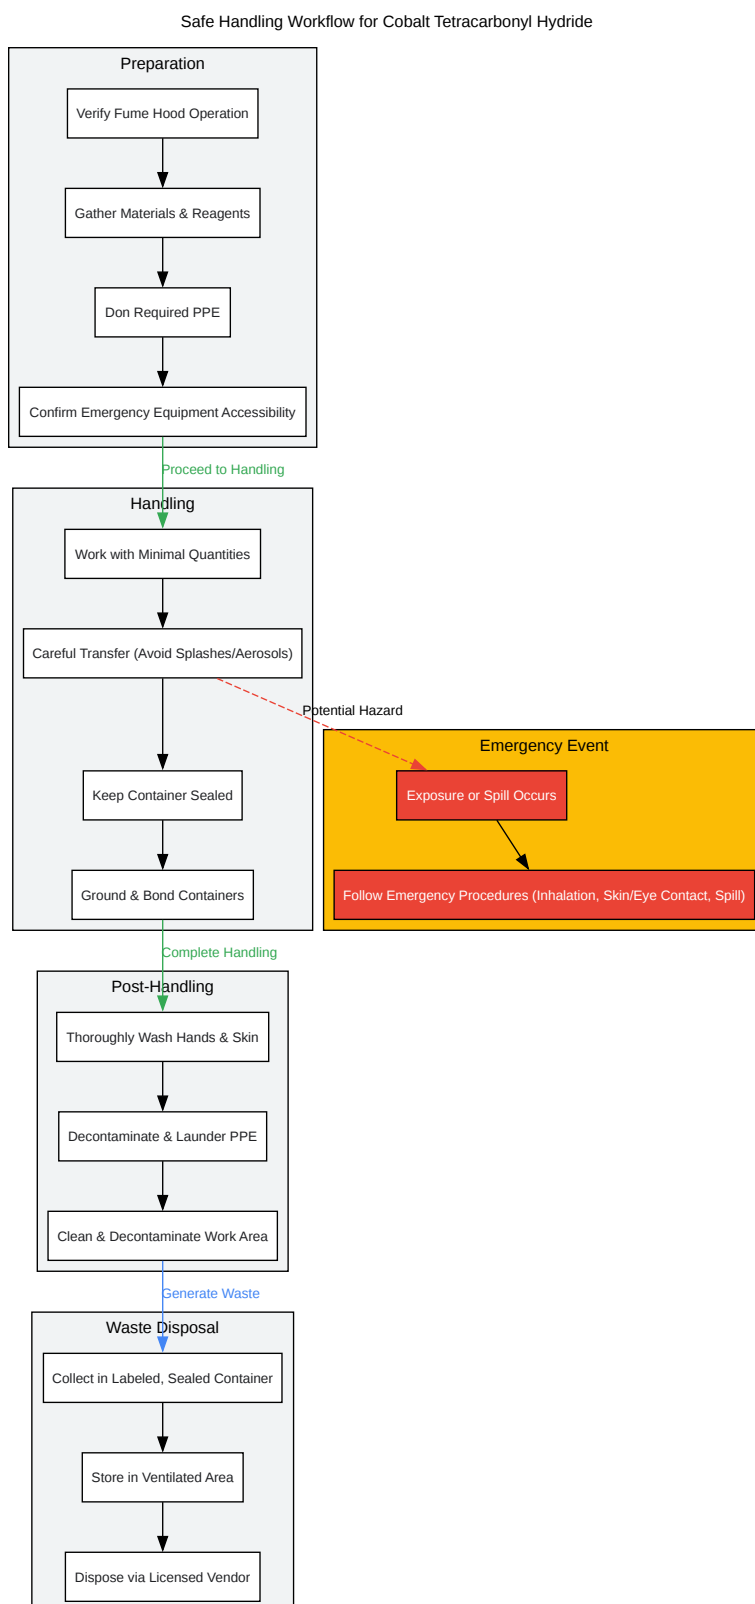 Safe Handling Workflow for Cobalt Tetracarbonyl Hydride
Preparation
Verify Fume Hood Operation
Gather Materials & Reagents
Don Required PPE
Confirm Emergency Equipment Accessibility
Proceed to Handling
Handling
Work with Minimal Quantities
Careful Transfer (Avoid Splashes/Aerosols)
Potential Hazard
Emergency Event
Keep Container Sealed
Exposure or Spill Occurs
Ground & Bond Containers
Follow Emergency Procedures (Inhalation, Skin/Eye Contact, Spill)
Complete Handling
Post-Handling
Thoroughly Wash Hands & Skin
Decontaminate & Launder PPE
Clean & Decontaminate Work Area
Generate Waste
Waste Disposal
Collect in Labeled, Sealed Container
Store in Ventilated Area
Dispose via Licensed Vendor